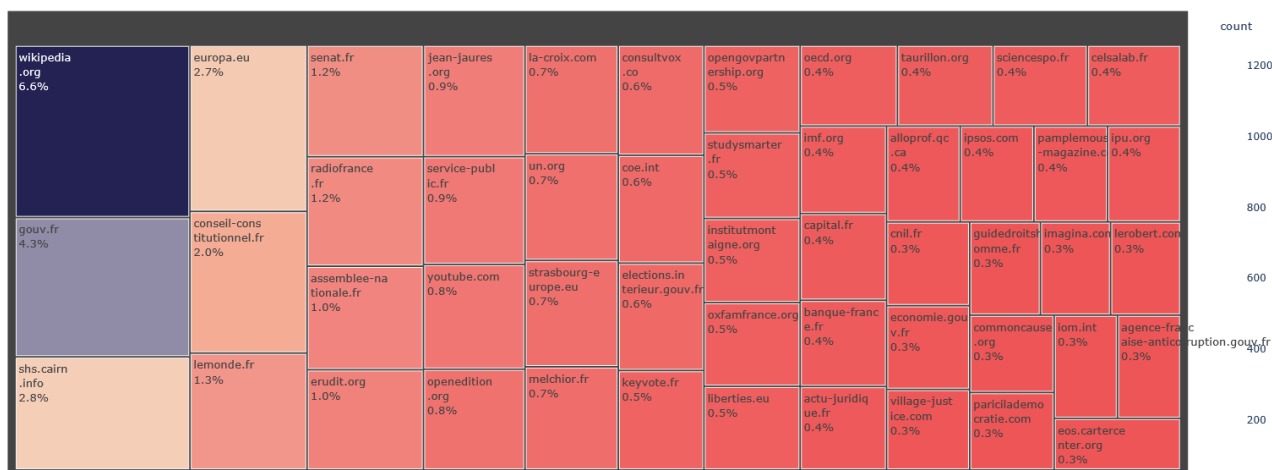 wikipedia
.org
6.6%
gouv.fr
4.3%
shs.cairn
.info
2.8%
europa.eu
2.7%
conseil-cons
titutionnel.fr
2.0%
lemonde.fr
1.3%
senat.fr
1.2%
radiofrance
.fr
1.2%
assemblee-na
tionale.fr
1.0%
erudit.org
1.0%
jean-jaures
.org
0.9%
service-publ
ic.fr
0.9%
youtube.com
0.8%
openedition
.org
0.8%
la-croix.com
0.7%
un.org
0.7%
strasbourg-e
urope.eu
0.7%
melchior.fr
0.7%
consultvox
.co
0.6%
coe.int
0.6%
elections.in
terieur.gouv.fr
0.6%
keyvote.fr
0.5%
opengovpartn
ership.org
0.5%
studysmarter
.fr
0.5%
institutmont
aigne.org
0.5%
oxfamfrance.org
0.5%
liberties.eu
0.5%
oecd.org
0.4%
taurillon.org
0.4%
sciencespo.fr
0.4%
celsalab.fr
0.4%
imf.org
0.4%
capital.fr
0.4%
banque-franc
e.fr
0.4%
actu-juridiq
ue.fr
0.4%
alloprof.qc
.ca
0.4%
ipsos.com
0.4%
pamplemous
-magazine.c
0.4%
ipu.org
0.4%
cnil.fr
0.3%
economie.gou
v.fr
0.3%
village-just
ice.com
0.3%
guidedroitsh
omme.fr
0.3%
imagina.com
0.3%
lerobert.com
0.3%
commoncause
.org
0.3%
paricilademo
cratie.com
0.3%
iom.int
0.3%
agence-franc
aise-anticorruption.gouv.fr
0.3%
eos.carterce
nter.org
0.3%
count
1200
1000
800
600
400
200